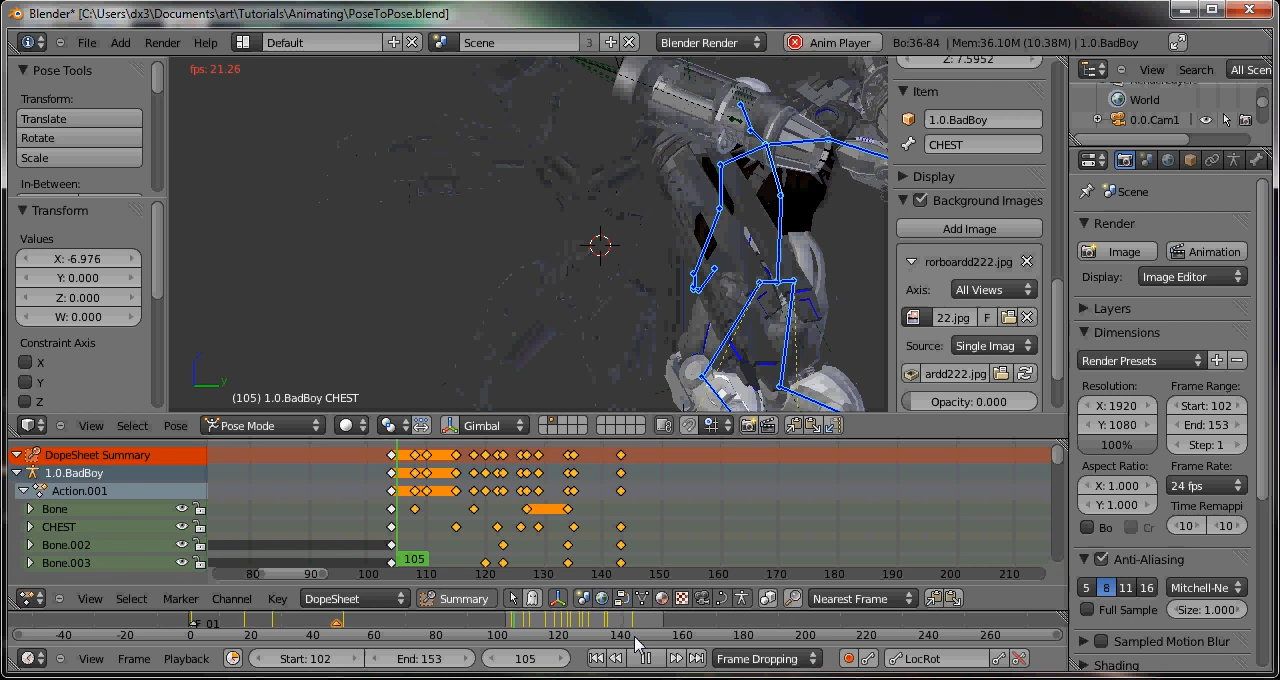 Blender* [C:\Users\dx3\Documents\art\Tutorials\Animating\PoseToPose.blend]
File Add Render Help Default Scene 3 Blender Render Anim Player Bo:36-84 | Mem:36.10M (10.38M) | 1.0.BadBoy
Pose Tools
Transform:
Translate
Rotate
Scale
In-Between:
Transform
Values
X: -6.976
Y: 0.000
Z: 0.000
W: 0.000
Constraint Axis
X
Y
Z
fps: 21.26
(105) 1.0.BadBoy CHEST
Z: 7.5952
Item
1.0.BadBoy
CHEST
Display
Background Images
Add Image
rorboardd222.jpg
Axis: All Views
22.jpg F
Source: Single Imag
ardd222.jpg
Opacity: 0.000
View Search All Scen
World
0.0.Cam1
Scene
Render
Image Animation
Display: Image Editor
Layers
Dimensions
Render Presets
Resolution: Frame Range:
X: 1920 Start: 102
Y: 1080 End: 153
100% Step: 1
Aspect Ratio: Frame Rate:
X: 1.000 24 fps
Y: 1.000 Time Remappi
Bo Cr 10 10
Anti-Aliasing
5 8 11 16 Mitchell-Ne
Full Sample Size: 1.000
Sampled Motion Blur
Shading
View Select Pose Pose Mode Gimbal
DopeSheet Summary
1.0.BadBoy
Action.001
Bone
CHEST
Bone.002
Bone.003
105
80 90 100 110 120 130 140 150 160 170 180 190 200 210
View Select Marker Channel Key DopeSheet Summary Nearest Frame
F_01
-40 -20 0 20 40 60 80 100 120 140 160 180 200 220 240 260
View Frame Playback Start: 102 End: 153 105 Frame Dropping LocRot